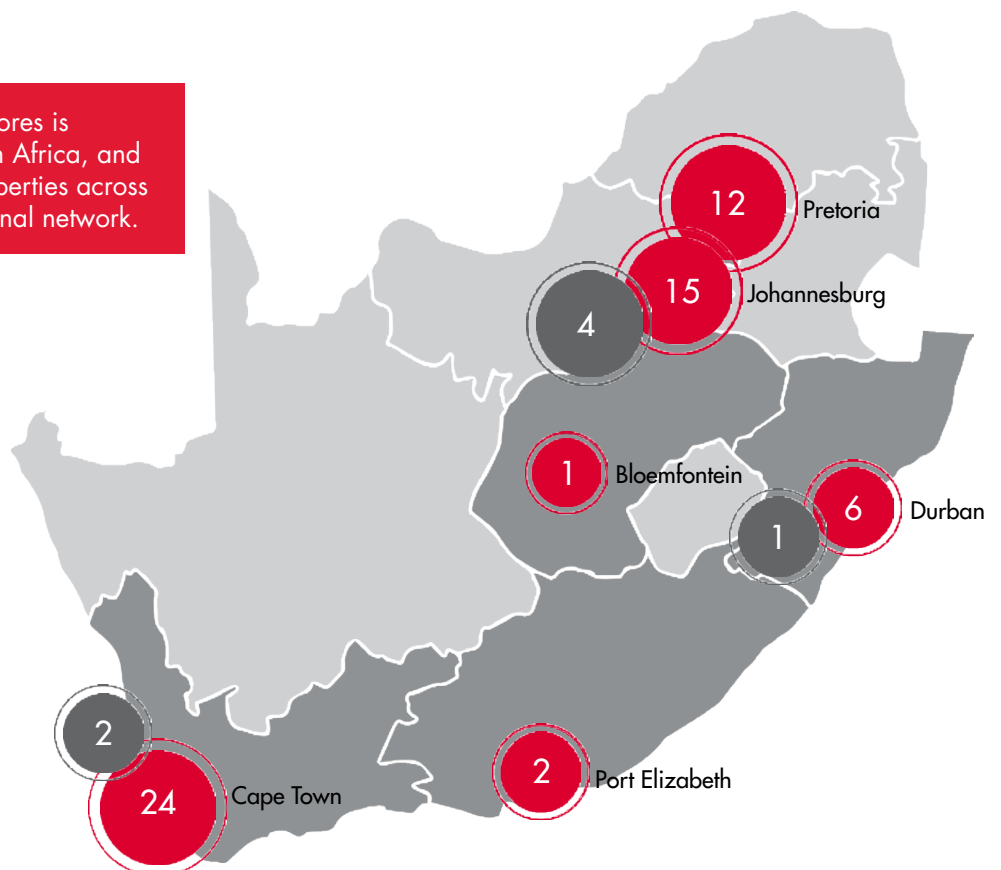 ores is
Africa, and
perties across
nal network.
12
Pretoria
15
Johannesburg
4
1
Bloemfontein
6
Durban
1
2
24
Cape Town
2
Port Elizabeth